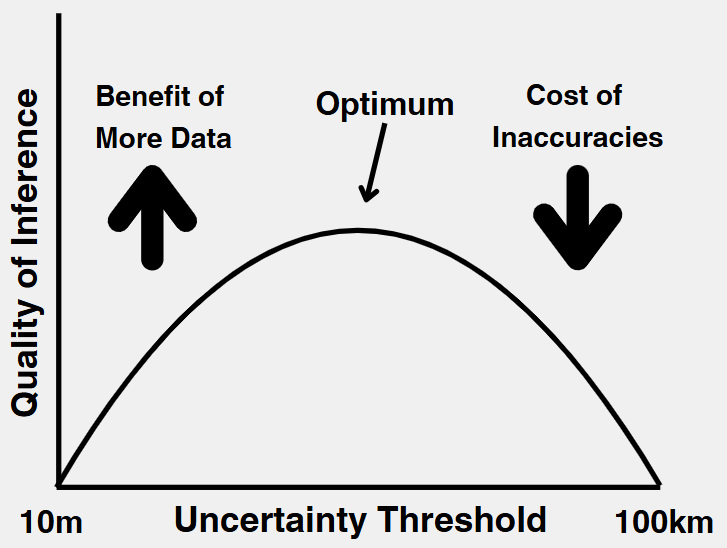 Benefit of
More Data
Optimum
Cost of
Inaccuracies
Quality of Inference
10m
Uncertainty Threshold
100km